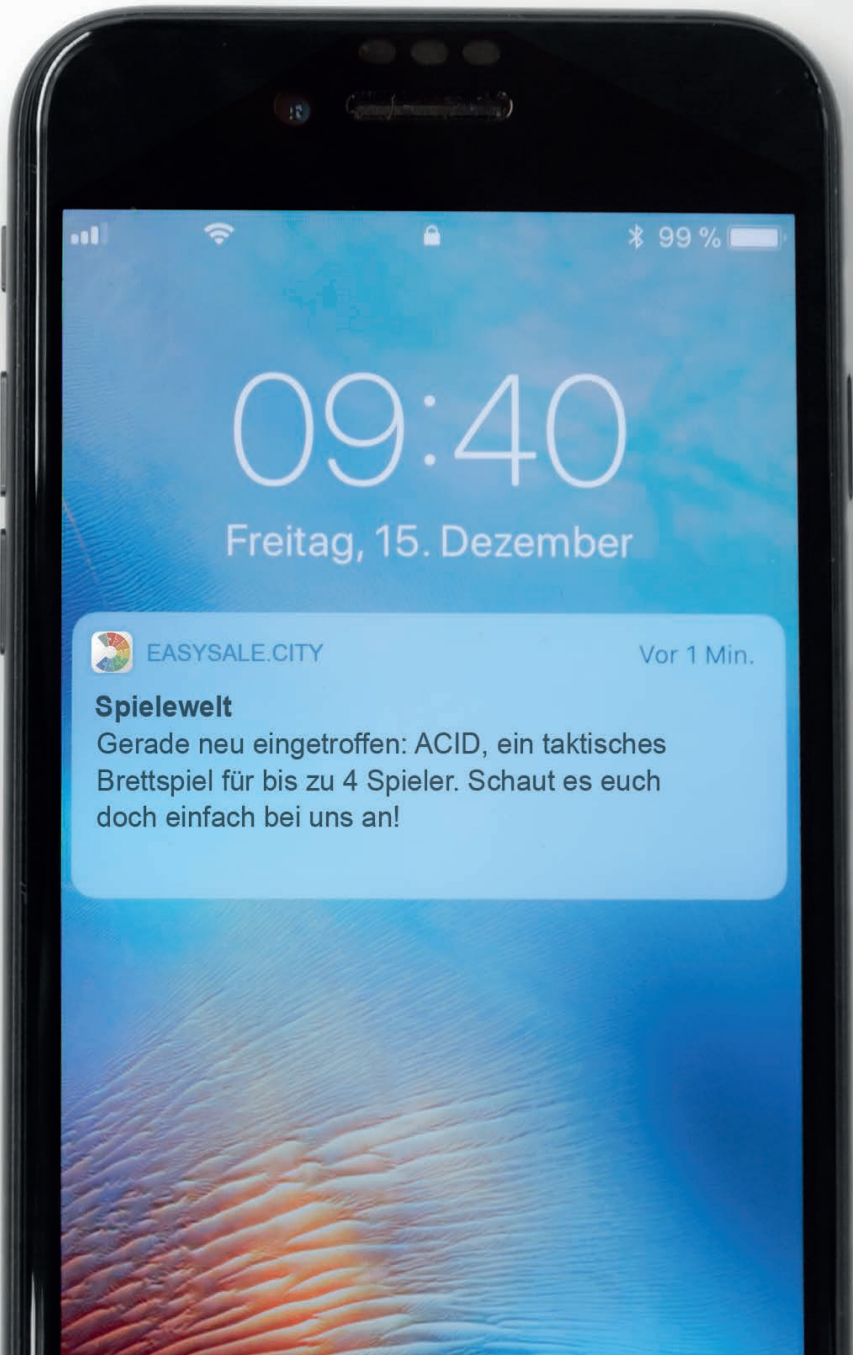 99 %
09:40
Freitag, 15. Dezember
EASYSALE.CITY Vor 1 Min.
Spielewelt
Gerade neu eingetroffen: ACID, ein taktisches
Brettspiel für bis zu 4 Spieler. Schaut es euch
doch einfach bei uns an!